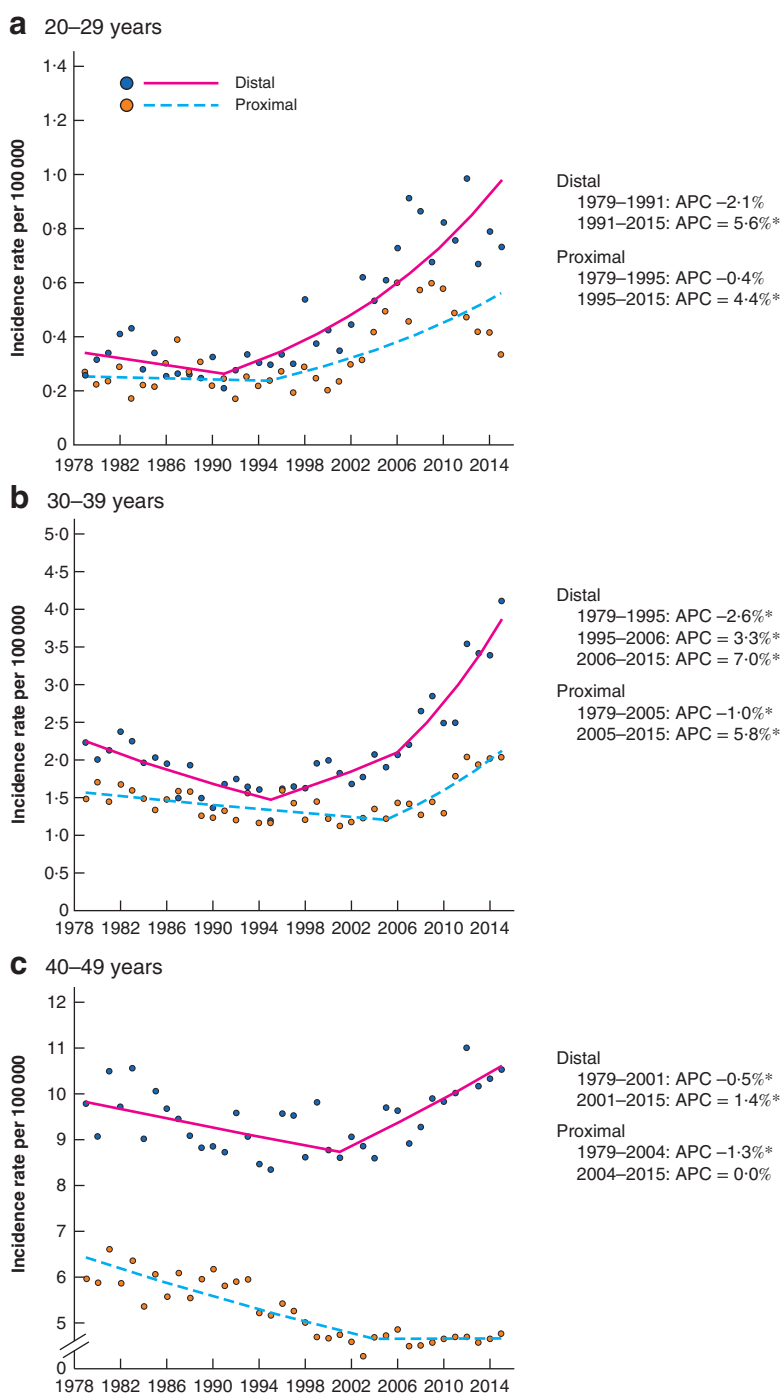 a 20–29 years
1·4
1·2
1·0
0·8
0·6
0·4
0·2
0
Incidence rate per 100 000
Distal
Proximal
1978 1982 1986 1990 1994 1998 2002 2006 2010 2014
Distal
1979–1991: APC –2·1%
1991–2015: APC = 5·6%*
Proximal
1979–1995: APC –0·4%
1995–2015: APC = 4·4%*
b 30–39 years
5·0
4·5
4·0
3·5
3·0
2·5
2·0
1·5
1·0
0·5
0
Incidence rate per 100 000
1978 1982 1986 1990 1994 1998 2002 2006 2010 2014
Distal
1979–1995: APC –2·6%*
1995–2006: APC = 3·3%*
2006–2015: APC = 7·0%*
Proximal
1979–2005: APC –1·0%*
2005–2015: APC = 5·8%*
c 40–49 years
12
11
10
9
8
7
6
5
0
Incidence rate per 100 000
1978 1982 1986 1990 1994 1998 2002 2006 2010 2014
Distal
1979–2001: APC –0·5%*
2001–2015: APC = 1·4%*
Proximal
1979–2004: APC –1·3%*
2004–2015: APC = 0·0%